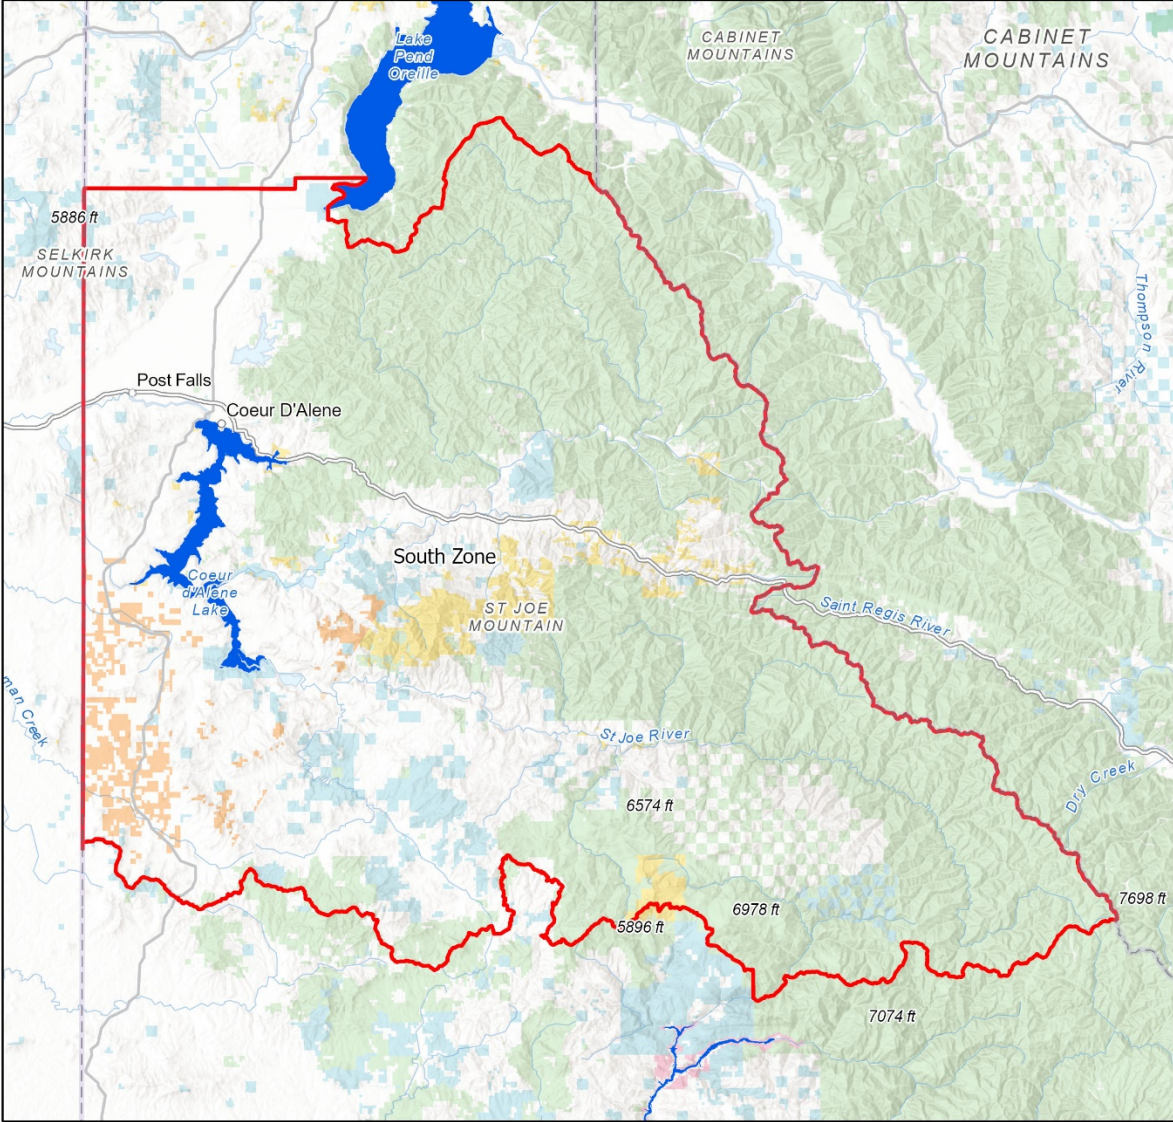 Lake
Pend
Oreille
CABINET
MOUNTAINS
CABINET
MOUNTAINS
5886 ft
SELKIRK
MOUNTAINS
Thompson
River
Post Falls
Coeur D'Alene
South Zone
Coeur
d'Alene
Lake
ST JOE
MOUNTAIN
Saint Regis River
man Creek
St Joe River
Dry Creek
6574 ft
7698 ft
6978 ft
5896 ft
7074 ft